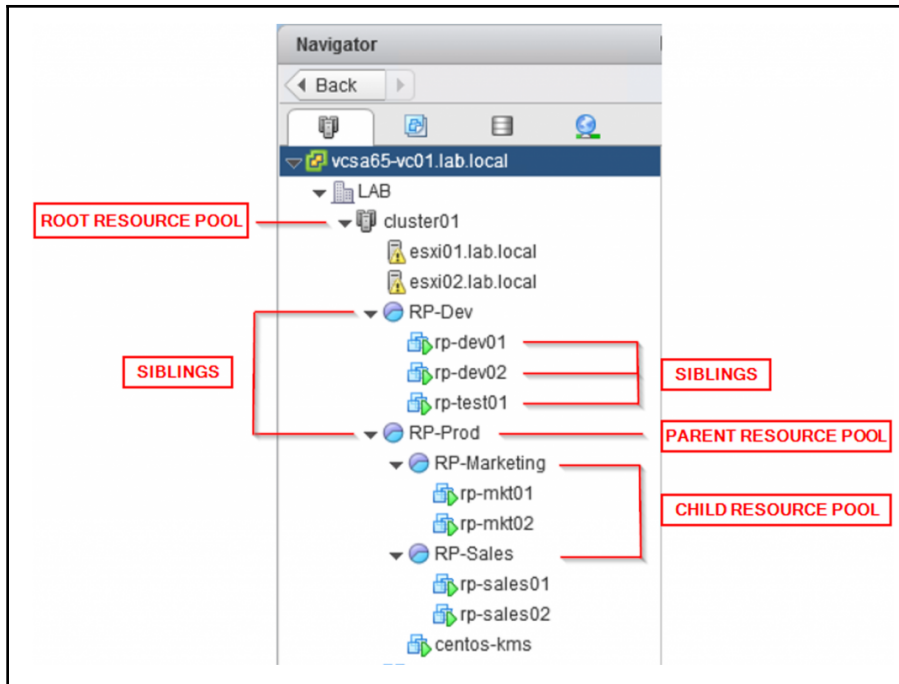 Navigator
Back
vcsa65-vc01.lab.local
LAB
ROOT RESOURCE POOL
cluster01
esxi01.lab.local
esxi02.lab.local
RP-Dev
rp-dev01
SIBLINGS
rp-dev02
SIBLINGS
rp-test01
RP-Prod
PARENT RESOURCE POOL
RP-Marketing
rp-mkt01
CHILD RESOURCE POOL
rp-mkt02
RP-Sales
rp-sales01
rp-sales02
centos-kms